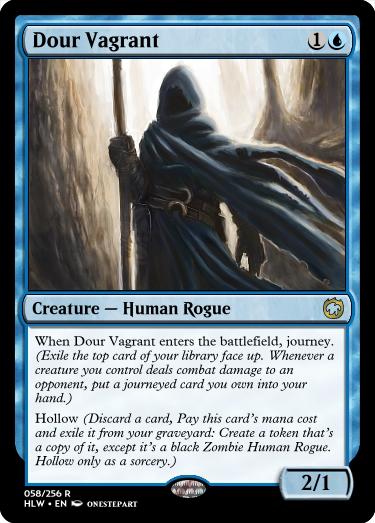 Dour Vagrant 1
Creature — Human Rogue
When Dour Vagrant enters the battlefield, journey.
(Exile the top card of your library face up. Whenever a
creature you control deals combat damage to an
opponent, put a journeyed card you own into your
hand.)
Hollow (Discard a card, Pay this card's mana cost
and exile it from your graveyard: Create a token that's
a copy of it, except it's a black Zombie Human Rogue.
Hollow only as a sorcery.)
2/1
058/256 R
HLW • EN ONESTEPART